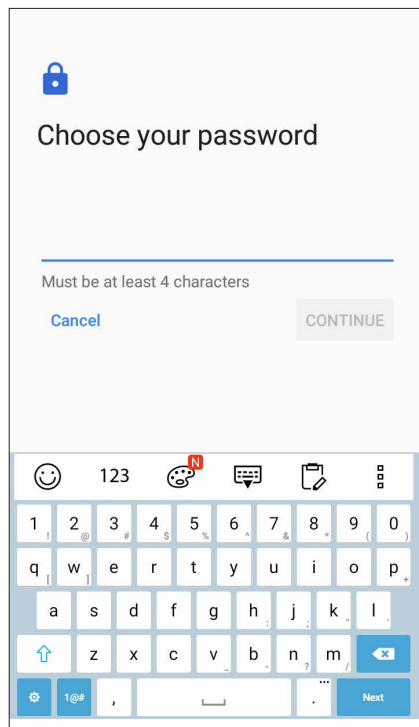 Choose your password
Must be at least 4 characters
Cancel CONTINUE
123 N
1 ! 2 @ 3 # 4 $ 5 % 6 ^ 7 & 8 * 9 ( 0 )
q [ w ] e r t y u i o p +
a s d f g h : j ; k " l '
z x c v _ b - n ? m /
1@# , . ... Next